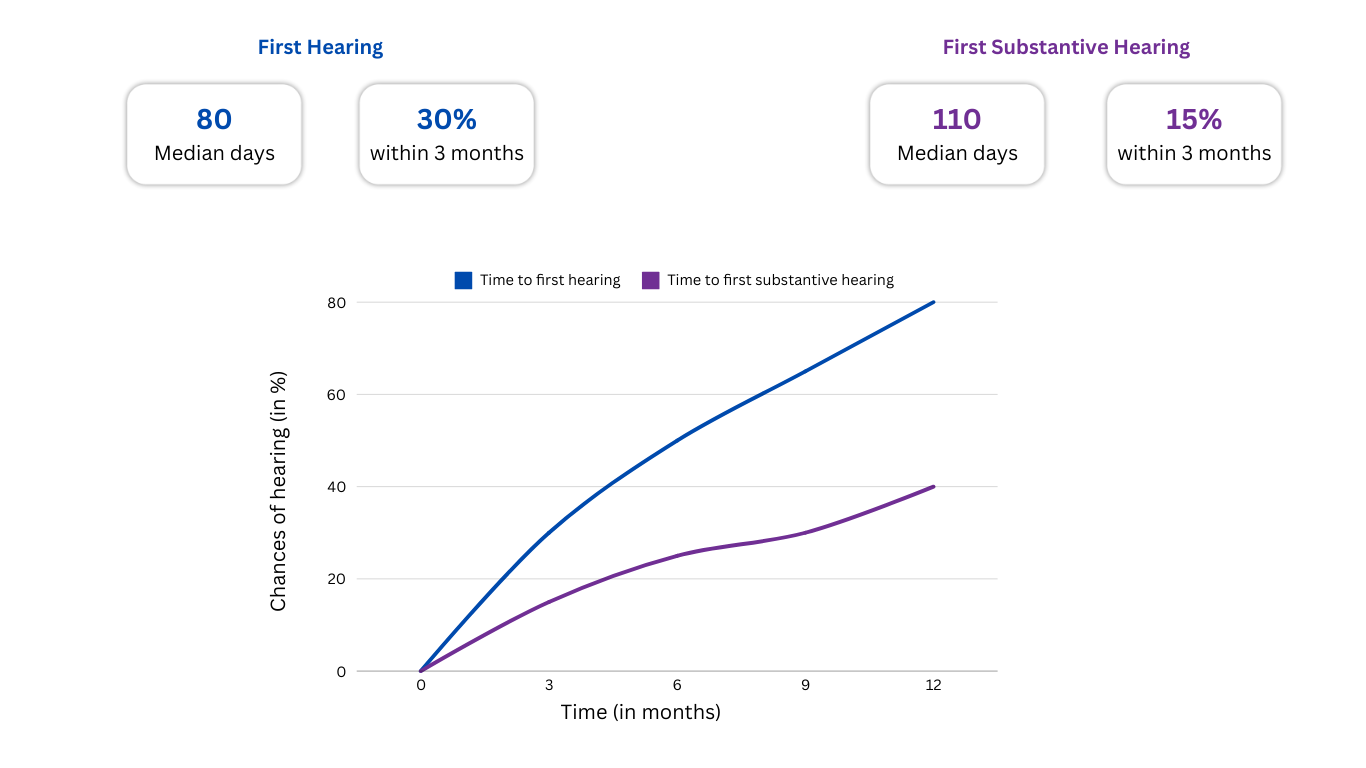 First Hearing
First Substantive Hearing
80
Median days
30%
within 3 months
110
Median days
15%
within 3 months
Time to first hearing
Time to first substantive hearing
Chances of hearing (in %)
80
60
40
20
0
0 3 6 9 12
Time (in months)